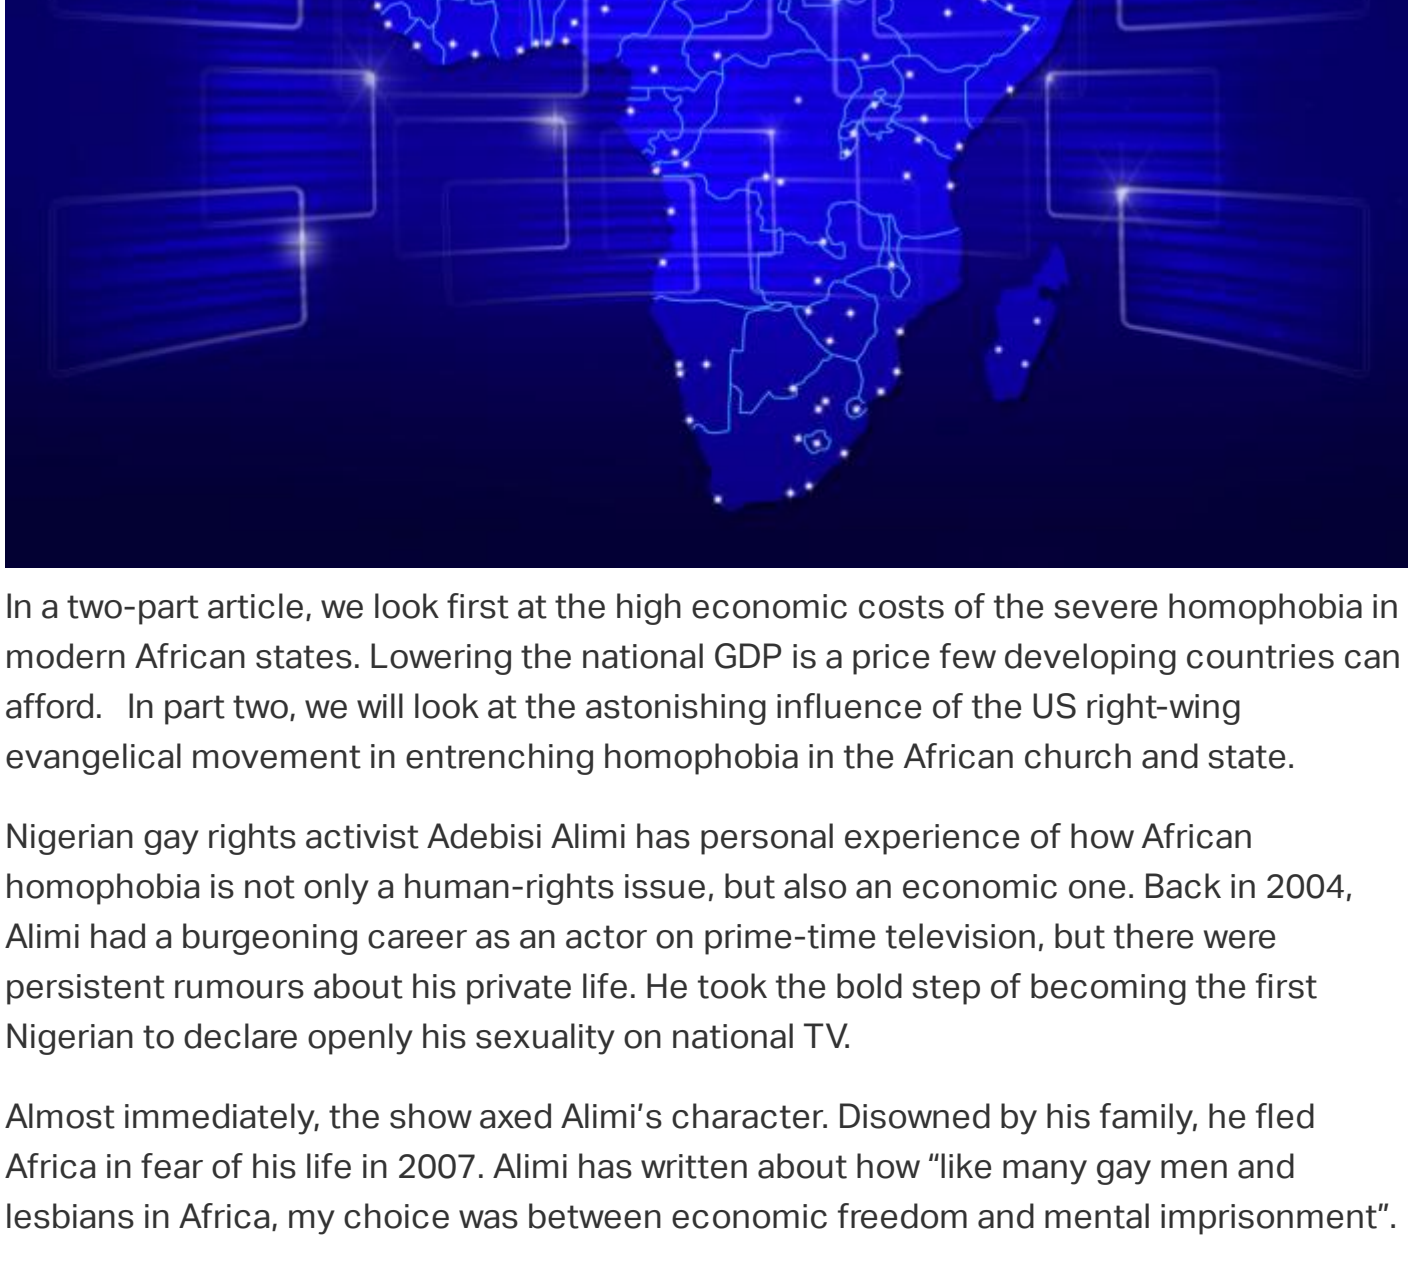 In a two-part article, we look first at the high economic costs of the severe homophobia in
modern African states. Lowering the national GDP is a price few developing countries can
afford.   In part two, we will look at the astonishing influence of the US right-wing
evangelical movement in entrenching homophobia in the African church and state.
Nigerian gay rights activist Adebisi Alimi has personal experience of how African
homophobia is not only a human-rights issue, but also an economic one. Back in 2004,
Alimi had a burgeoning career as an actor on prime-time television, but there were
persistent rumours about his private life. He took the bold step of becoming the first
Nigerian to declare openly his sexuality on national TV.
Almost immediately, the show axed Alimi’s character. Disowned by his family, he fled
Africa in fear of his life in 2007. Alimi has written about how “like many gay men and
lesbians in Africa, my choice was between economic freedom and mental imprisonment”.